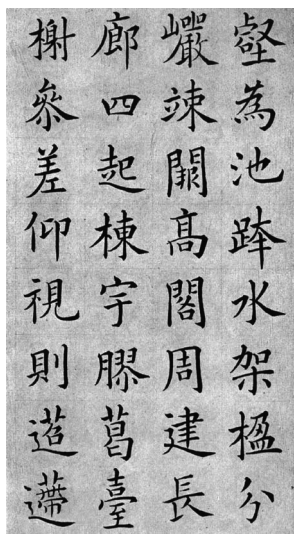 壑為池跨水架楹分
巖竦闕高閣周建長
廊四起棟宇膠葛臺
榭參差仰視則迢遰